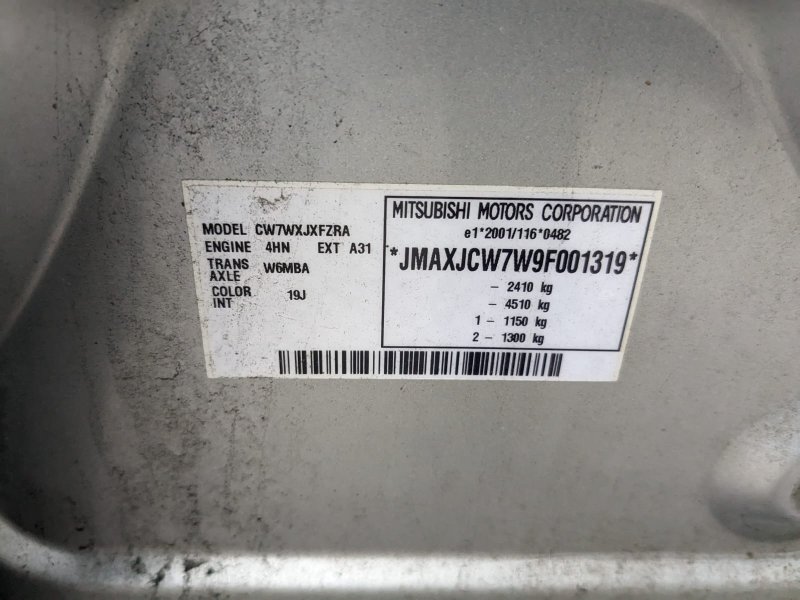 MODEL CW7WXJXFZRA
ENGINE 4HN EXT A31
TRANS AXLE W6MBA
COLOR INT 19J
MITSUBISHI MOTORS CORPORATION
e1*2001/116*0482
*JMAXJCW7W9F001319*
- 2410 kg
- 4510 kg
1 - 1150 kg
2 - 1300 kg